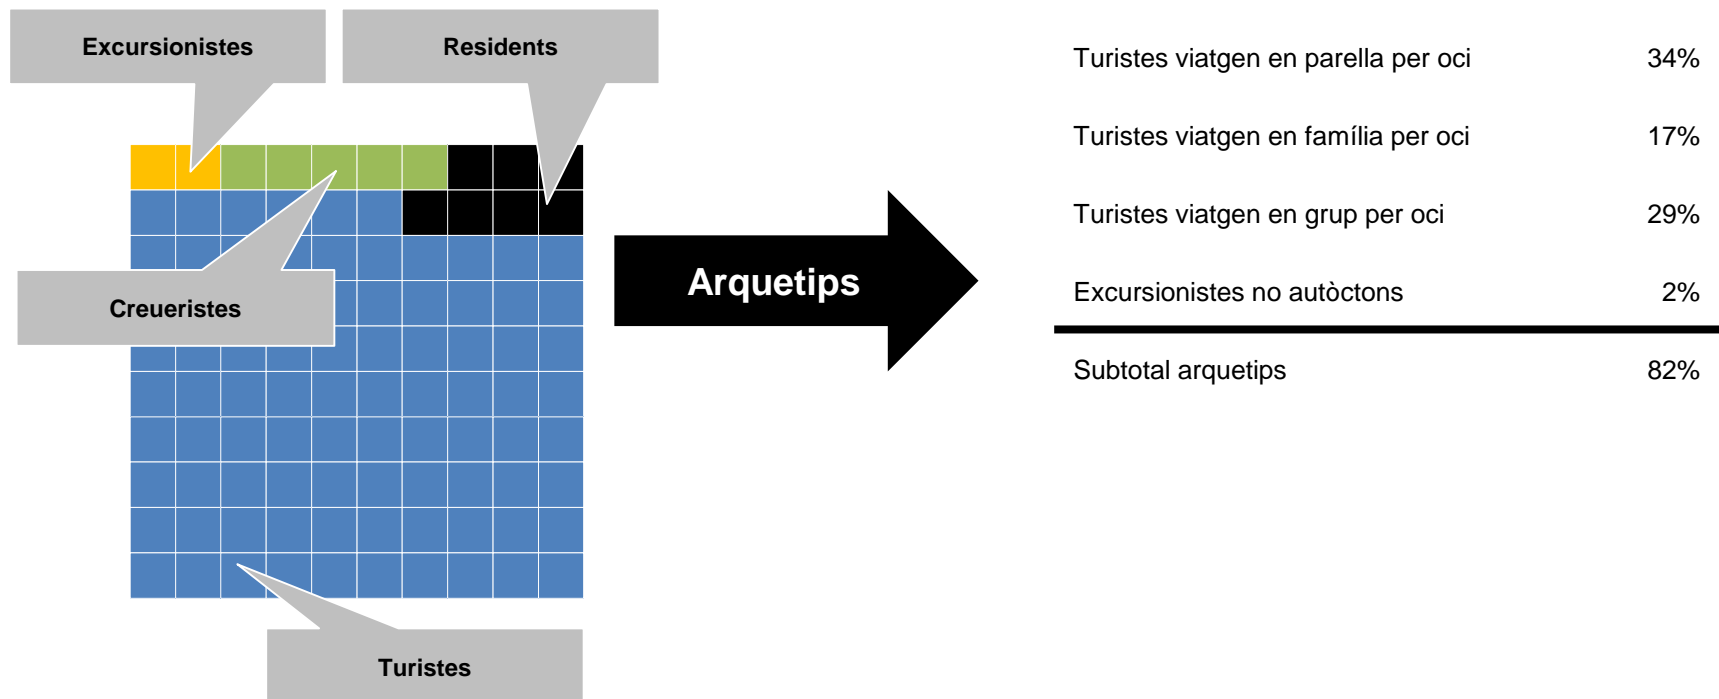 Excursionistes
Residents
Creueristes
Turistes
Arquetips
Turistes viatgen en parella per oci 34%
Turistes viatgen en família per oci 17%
Turistes viatgen en grup per oci 29%
Excursionistes no autòctons 2%
Subtotal arquetips 82%